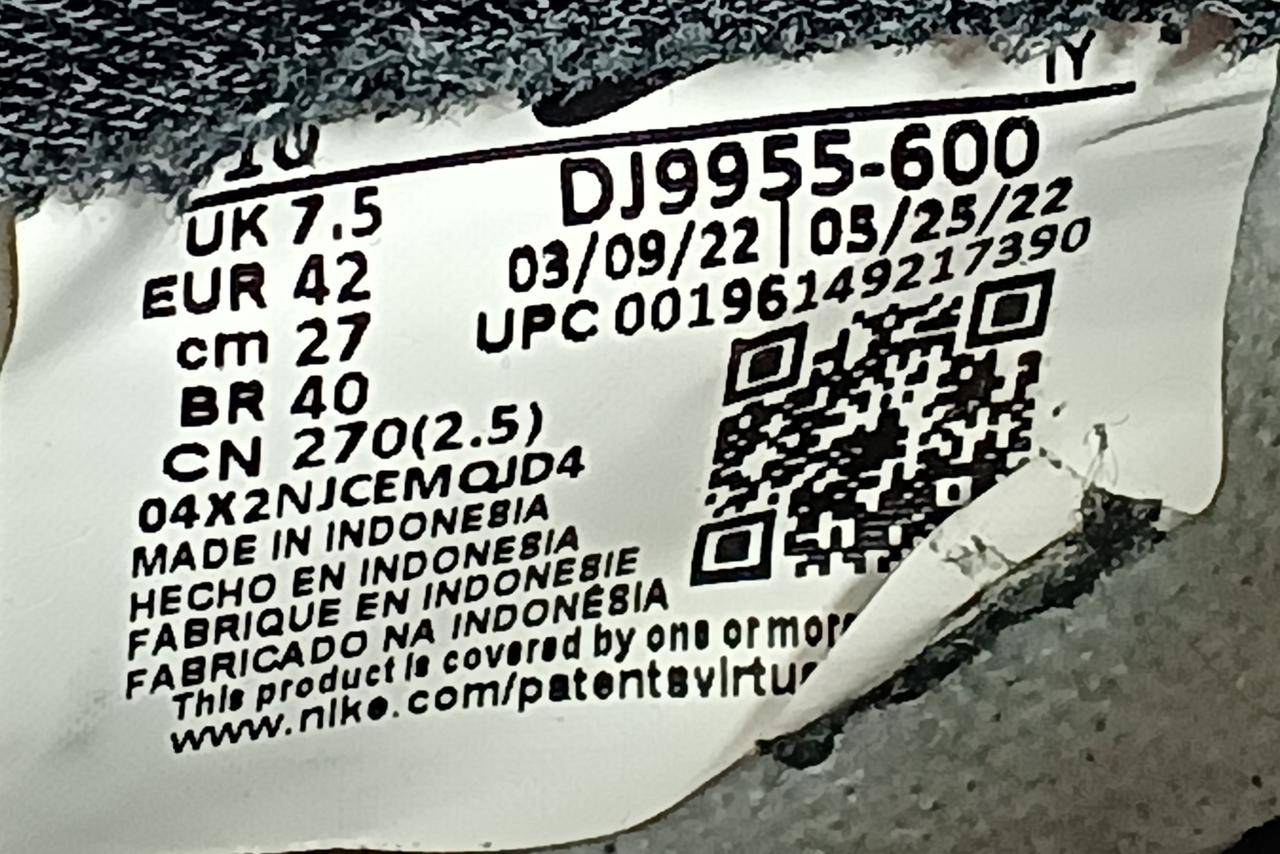 UK 7.5
EUR 42
cm 27
BR 40
CN 270(2.5)
04X2NJCEMQJD4
MADE IN INDONESIA
HECHO EN INDONESIA
FABRIQUE EN INDONESIE
FABRICADO NA INDONÉSIA
This product is covered by one or more
www.nike.com/patentsvirtu
DJ9955-600
03/09/22 | 05/25/22
UPC 00196149217390